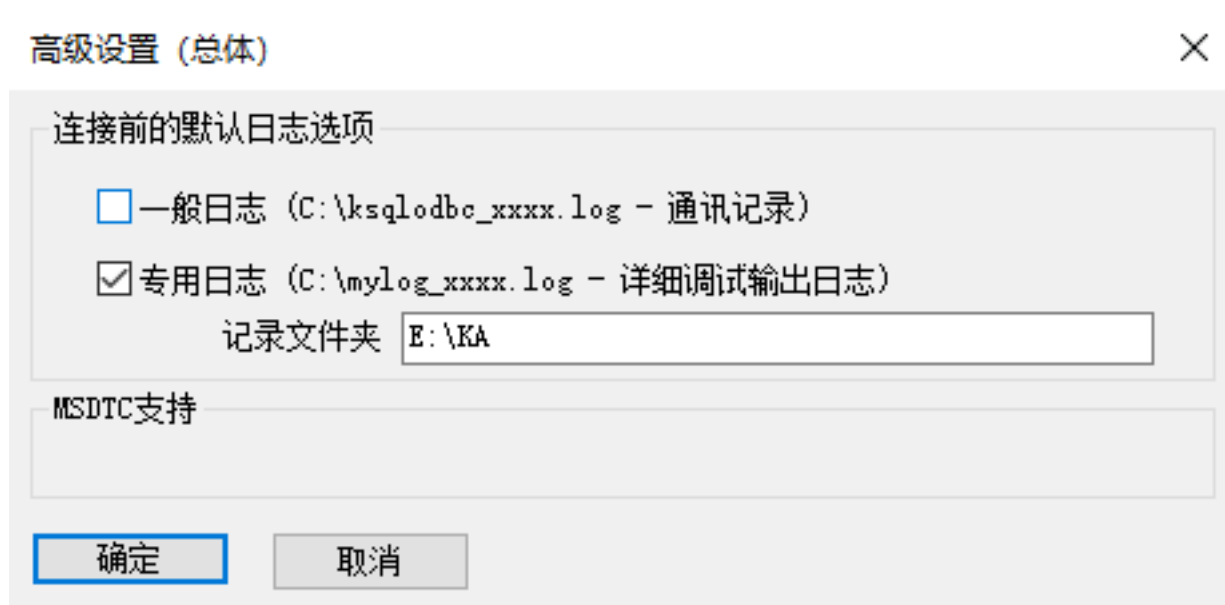 高级设置（总体）
连接前的默认日志选项
一般日志（C:\ksqlodbc_xxxx.log - 通讯记录）
专用日志（C:\mylog_xxxx.log - 详细调试输出日志）
记录文件夹 E:\KA
MSDTC支持
确定 取消